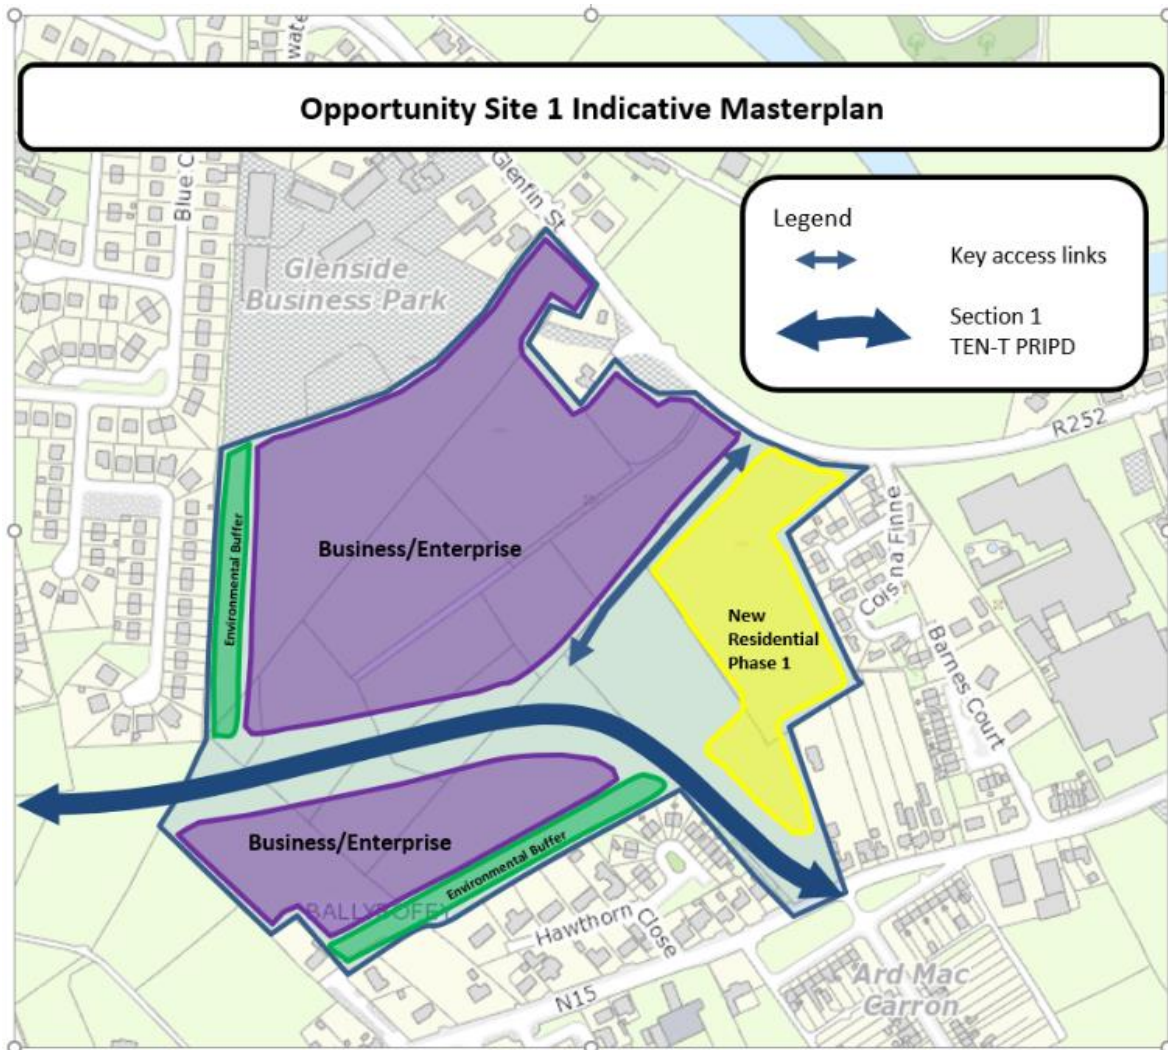 wate
Opportunity Site 1 Indicative Masterplan
Blue C
Glenfin St
Legend
Key access links
Section 1
TEN-T PRIPD
Glenside
Business Park
R252
Environmental Buffer
Business/Enterprise
Cois na Finne
New
Residential
Phase 1
Barnes Court
Business/Enterprise
Environmental Buffer
BALLYBOFEY
Hawthorn Close
N15
Ard Mac
Carron